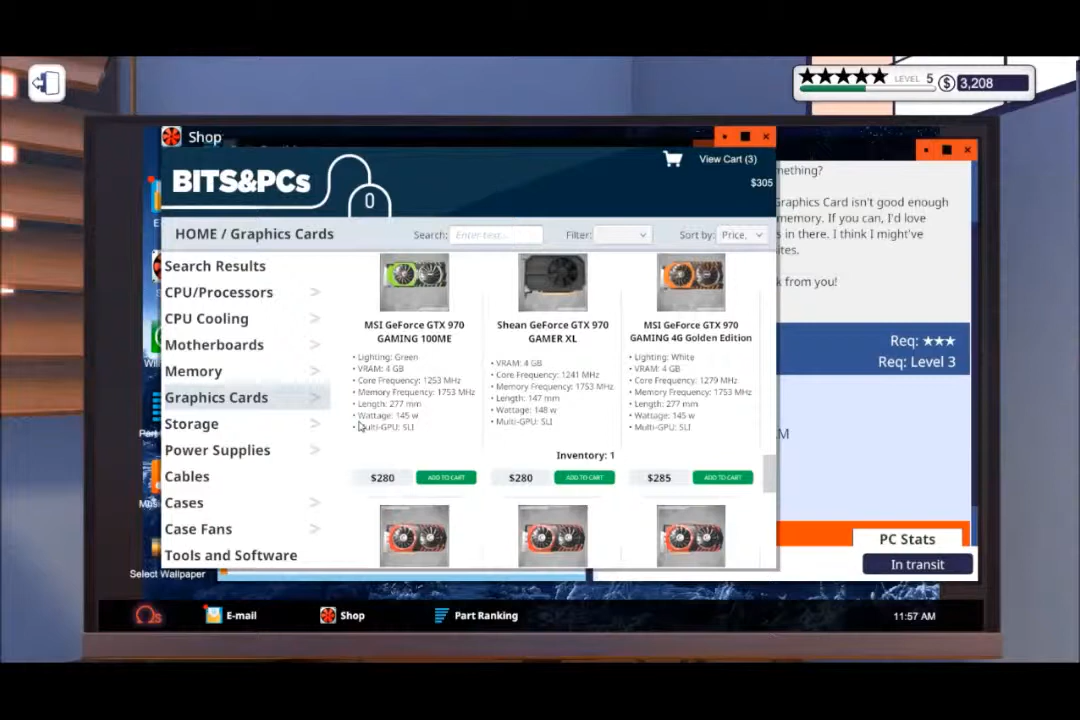 LEVEL 5 $ 3,208
Shop
View Cart (3)
$305
BITS&PCs
HOME / Graphics Cards
Search: Enter text...
Filter:
Sort by: Price,
Search Results
CPU/Processors >
CPU Cooling >
Motherboards >
Memory >
Graphics Cards >
Storage >
Power Supplies >
Cables
Cases >
Case Fans >
Tools and Software
MSI GeForce GTX 970
GAMING 100ME
• Lighting: Green
• VRAM: 4 GB
• Core Frequency: 1253 MHz
• Memory Frequency: 1753 MHz
• Length: 277 mm
• Wattage: 145 w
• Multi-GPU: SLI
$280 ADD TO CART
Shean GeForce GTX 970
GAMER XL
• VRAM: 4 GB
• Core Frequency: 1241 MHz
• Memory Frequency: 1753 MHz
• Length: 147 mm
• Wattage: 148 w
• Multi-GPU: SLI
Inventory: 1
$280 ADD TO CART
MSI GeForce GTX 970
GAMING 4G Golden Edition
• Lighting: White
• VRAM: 4 GB
• Core Frequency: 1279 MHz
• Memory Frequency: 1753 MHz
• Length: 277 mm
• Wattage: 145 w
• Multi-GPU: SLI
$285 ADD TO CART
Graphics Card isn't good enough
memory. If you can, I'd love
in there. I think I might've
Req: ★★★
Req: Level 3
PC Stats
In transit
Select Wallpaper
E-mail
Shop
Part Ranking
11:57 AM